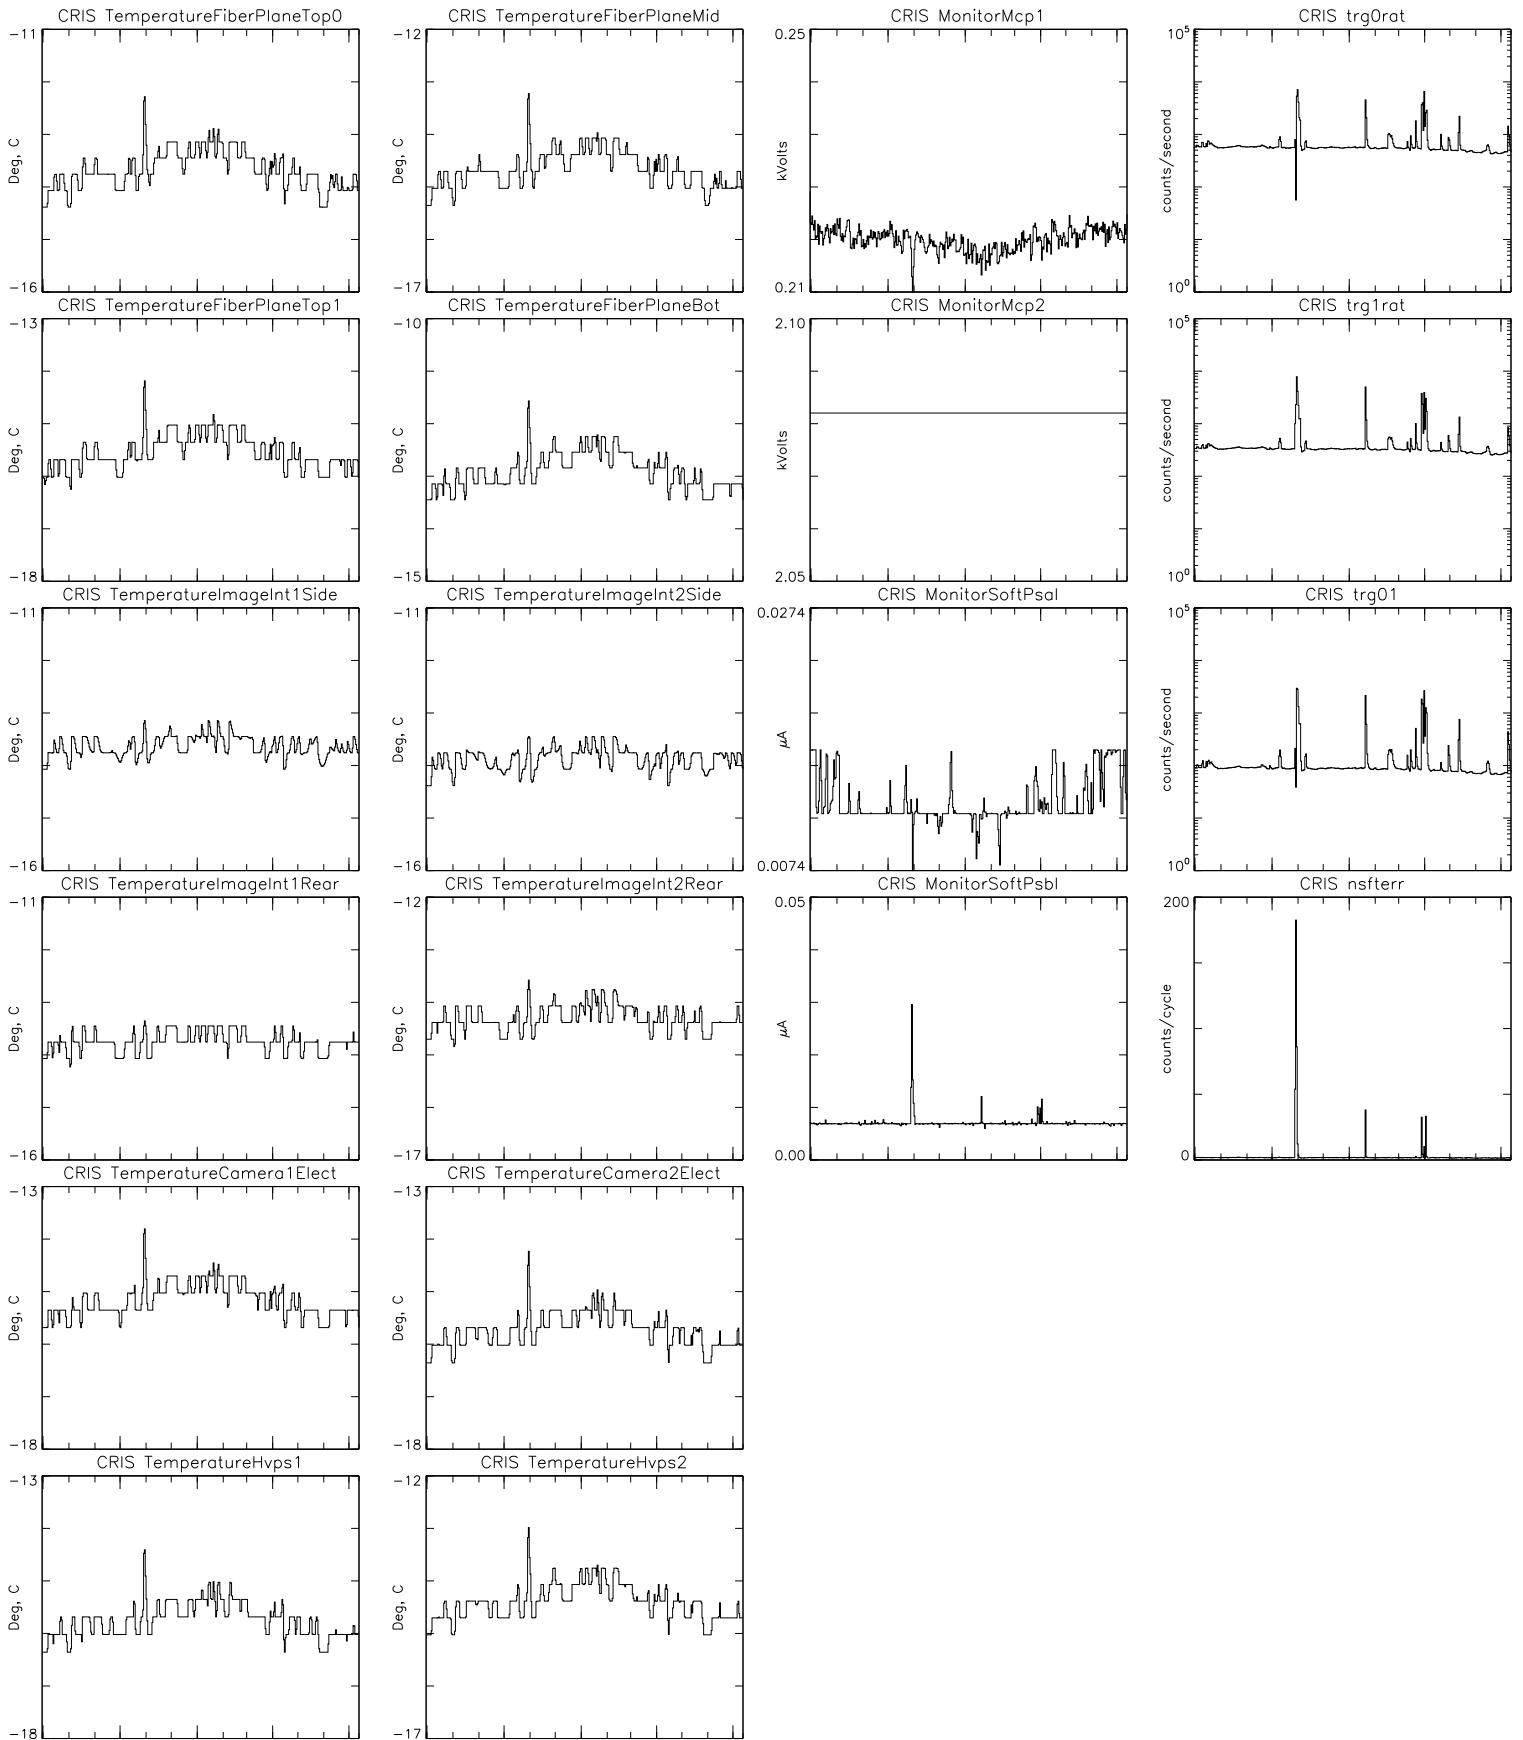 CRIS TemperatureFiberPlaneTop0
-11
Deg, C
-16
CRIS TemperatureFiberPlaneMid
-12
Deg, C
-17
CRIS MonitorMcp1
0.25
kVolts
0.21
CRIS trg0rat
10^5
counts/second
10^0
CRIS TemperatureFiberPlaneTop1
-13
Deg, C
-18
CRIS TemperatureFiberPlaneBot
-10
Deg, C
-15
CRIS MonitorMcp2
2.10
kVolts
2.05
CRIS trg1rat
10^5
counts/second
10^0
CRIS TemperatureImageInt1Side
-11
Deg, C
-16
CRIS TemperatureImageInt2Side
-11
Deg, C
-16
CRIS MonitorSoftPsaI
0.0274
μA
0.0074
CRIS trg01
10^5
counts/second
10^0
CRIS TemperatureImageInt1Rear
-11
Deg, C
-16
CRIS TemperatureImageInt2Rear
-12
Deg, C
-17
CRIS MonitorSoftPsbI
0.05
μA
0.00
CRIS nsfterr
200
counts/cycle
0
CRIS TemperatureCamera1Elect
-13
Deg, C
-18
CRIS TemperatureCamera2Elect
-13
Deg, C
-18
CRIS TemperatureHvps1
-13
Deg, C
-18
CRIS TemperatureHvps2
-12
Deg, C
-17